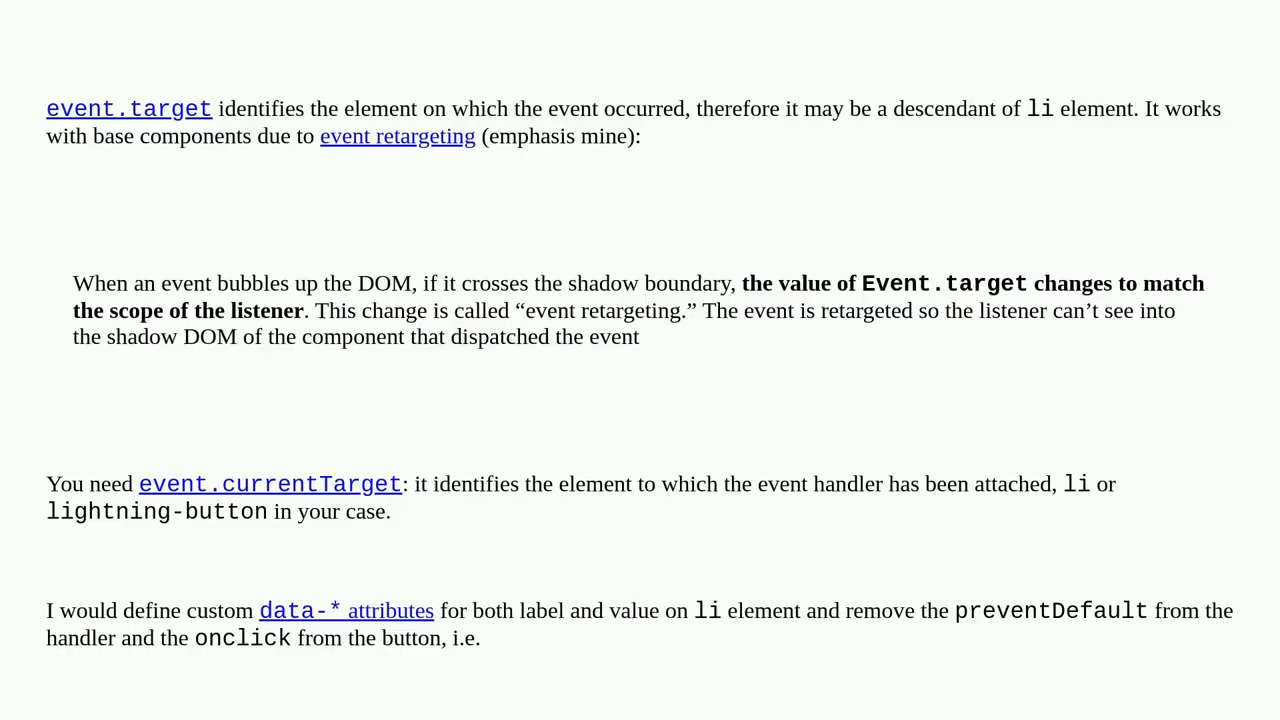 event.target identifies the element on which the event occurred, therefore it may be a descendant of li element. It works
with base components due to event retargeting (emphasis mine):
When an event bubbles up the DOM, if it crosses the shadow boundary, the value of Event.target changes to match
the scope of the listener. This change is called “event retargeting.” The event is retargeted so the listener can’t see into
the shadow DOM of the component that dispatched the event
You need event.currentTarget: it identifies the element to which the event handler has been attached, li or
lightning-button in your case.
I would define custom data-* attributes for both label and value on li element and remove the preventDefault from the
handler and the onclick from the button, i.e.